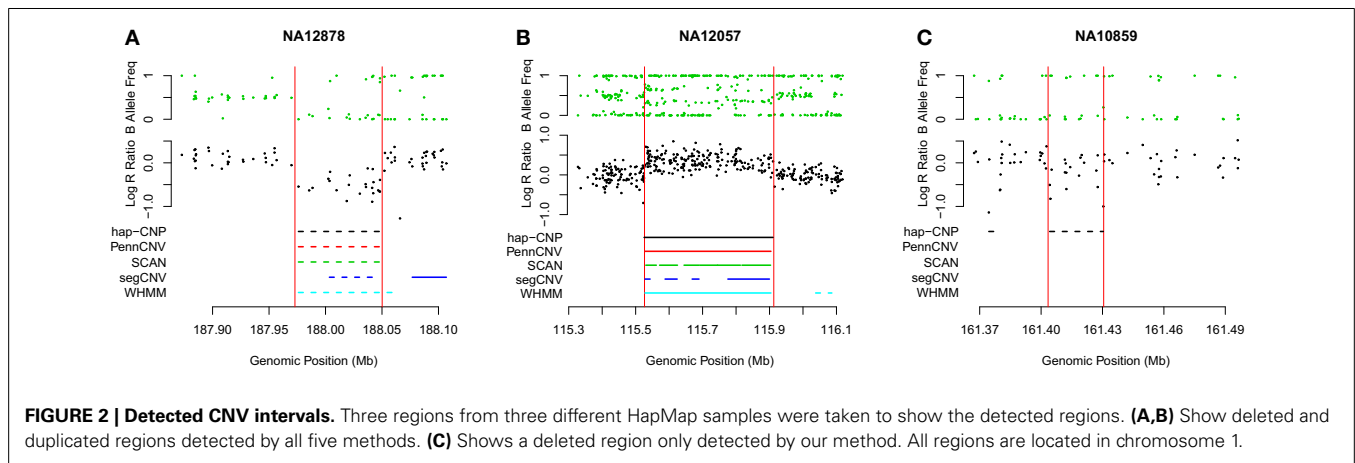 A
NA12878
B Allele Freq
1
0
Log R Ratio
0.0
−1.0
hap−CNP
PennCNV
SCAN
segCNV
WHMM
187.90
187.95
188.00
188.05
188.10
Genomic Position (Mb)
B
NA12057
B Allele Freq
1
0
Log R Ratio
1.0
0.0
−1.0
hap−CNP
PennCNV
SCAN
segCNV
WHMM
115.3
115.5
115.7
115.9
116.1
Genomic Position (Mb)
C
NA10859
B Allele Freq
1
0
Log R Ratio
0.0
−1.0
hap−CNP
PennCNV
SCAN
segCNV
WHMM
161.37
161.40
161.43
161.46
161.49
Genomic Position (Mb)
FIGURE 2 | Detected CNV intervals. Three regions from three different HapMap samples were taken to show the detected regions. (A,B) Show deleted and
duplicated regions detected by all five methods. (C) Shows a deleted region only detected by our method. All regions are located in chromosome 1.